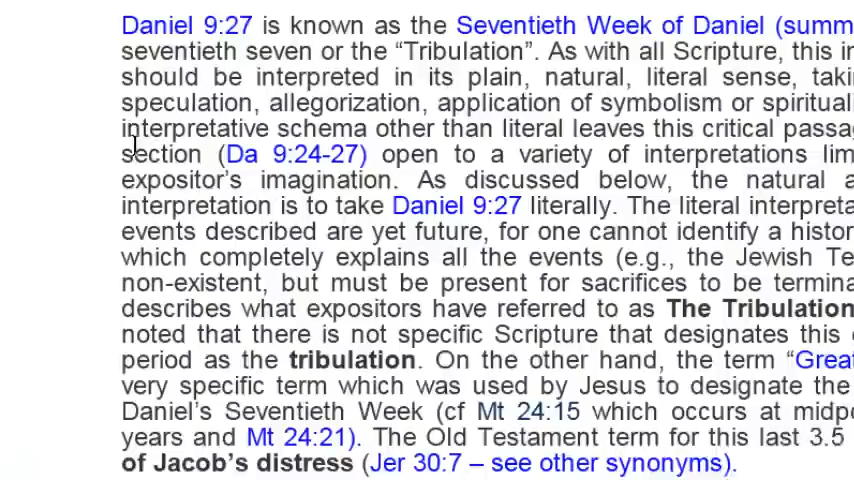 Daniel 9:27 is known as the Seventieth Week of Daniel (summ
seventieth seven or the “Tribulation”. As with all Scripture, this in
should be interpreted in its plain, natural, literal sense, taki
speculation, allegorization, application of symbolism or spiritual
interpretative schema other than literal leaves this critical passa
section (Da 9:24-27) open to a variety of interpretations lim
expositor’s imagination. As discussed below, the natural a
interpretation is to take Daniel 9:27 literally. The literal interpreta
events described are yet future, for one cannot identify a histor
which completely explains all the events (e.g., the Jewish Te
non-existent, but must be present for sacrifices to be termina
describes what expositors have referred to as The Tribulation
noted that there is not specific Scripture that designates this
period as the tribulation. On the other hand, the term “Grea
very specific term which was used by Jesus to designate the
Daniel’s Seventieth Week (cf Mt 24:15 which occurs at midpo
years and Mt 24:21). The Old Testament term for this last 3.5
of Jacob’s distress (Jer 30:7 – see other synonyms).